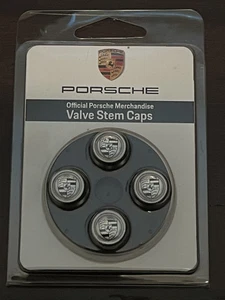 PORSCHE
Official Porsche Merchandise
Valve Stem Caps